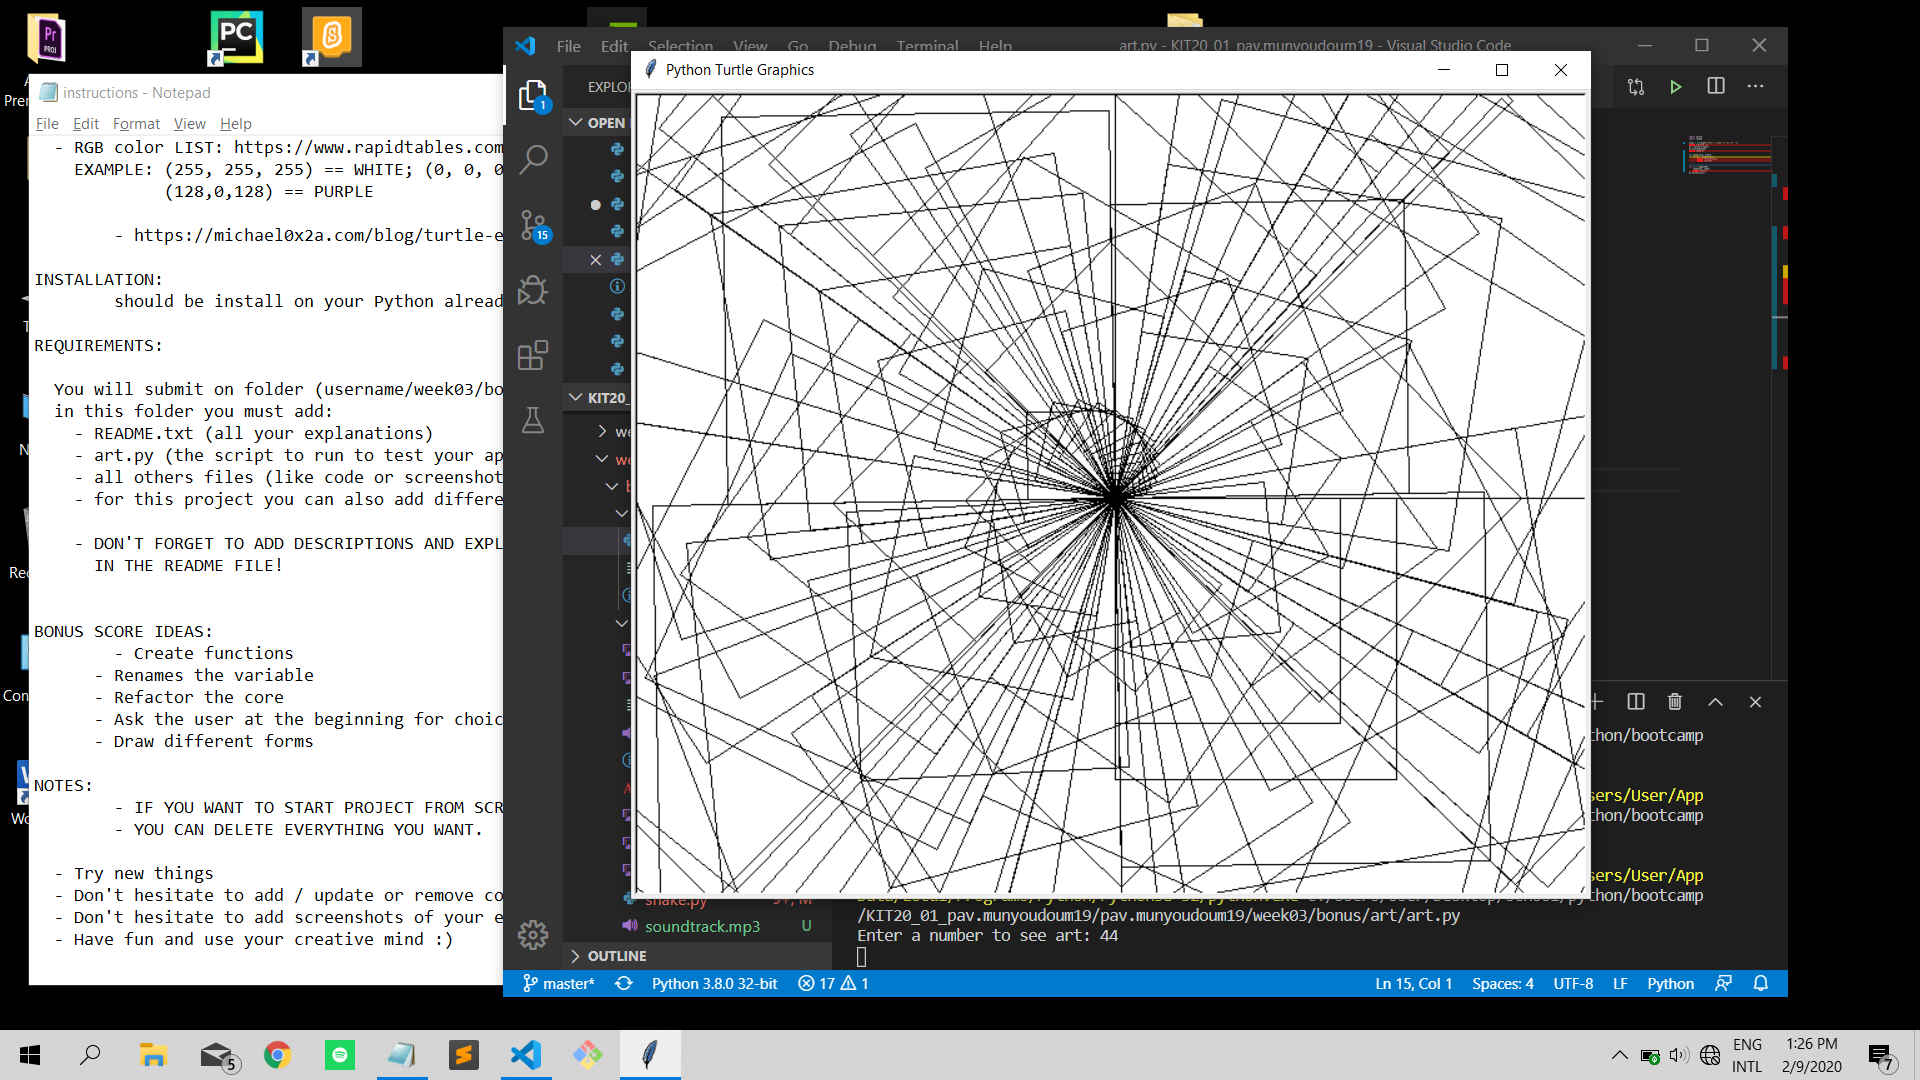 PC
instructions - Notepad
File Edit Format View Help
- RGB color LIST: https://www.rapidtables.com
EXAMPLE: (255, 255, 255) == WHITE; (0, 0, 0
(128,0,128) == PURPLE
- https://michael0x2a.com/blog/turtle-e
INSTALLATION:
should be install on your Python alread
REQUIREMENTS:
You will submit on folder (username/week03/bo
in this folder you must add:
- README.txt (all your explanations)
- art.py (the script to run to test your ap
- all others files (like code or screenshot
- for this project you can also add differe
- DON'T FORGET TO ADD DESCRIPTIONS AND EXPL
IN THE README FILE!
BONUS SCORE IDEAS:
- Create functions
- Renames the variable
- Refactor the core
- Ask the user at the beginning for choic
- Draw different forms
NOTES:
- IF YOU WANT TO START PROJECT FROM SCR
- YOU CAN DELETE EVERYTHING YOU WANT.
- Try new things
- Don't hesitate to add / update or remove co
- Don't hesitate to add screenshots of your e
- Have fun and use your creative mind :)
File Edit Selection View Go Debug Terminal Help
art.py - KIT20_01_pav.munyoudoum19 - Visual Studio Code
Python Turtle Graphics
EXPLOR
OPEN
KIT20_
1
15
snake.py
soundtrack.mp3 U
OUTLINE
thon/bootcamp
sers/User/App
thon/bootcamp
sers/User/App
thon/bootcamp
/KIT20_01_pav.munyoudoum19/pav.munyoudoum19/week03/bonus/art/art.py
Enter a number to see art: 44
master* Python 3.8.0 32-bit 17 1
Ln 15, Col 1 Spaces: 4 UTF-8 LF Python
5
ENG
INTL
1:26 PM
2/9/2020
7